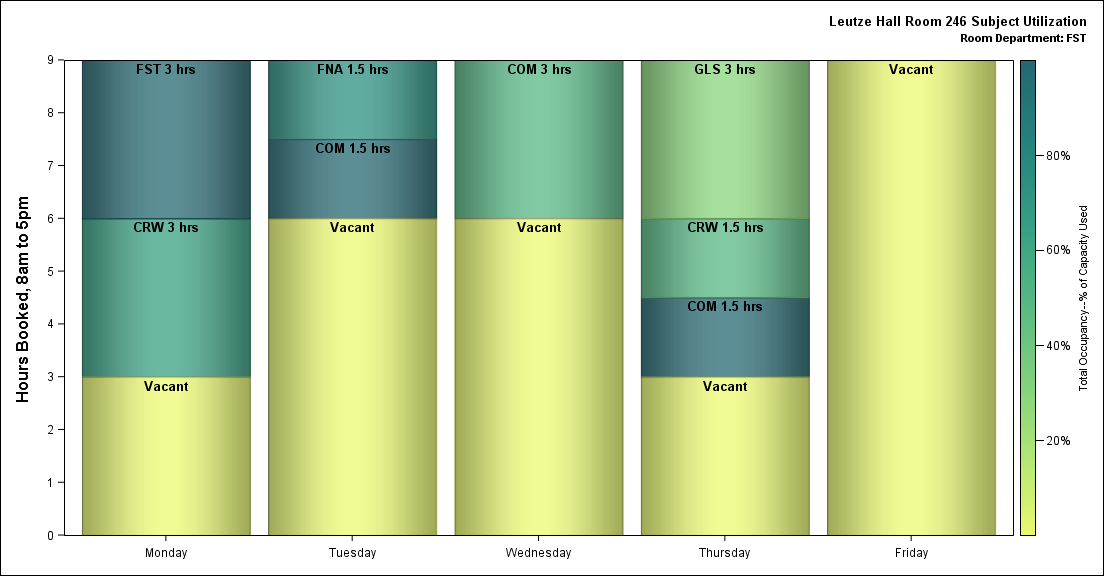 Leutze Hall Room 246 Subject Utilization
Room Department: FST
Hours Booked, 8am to 5pm
9
8
7
6
5
4
3
2
1
0
FST 3 hrs
CRW 3 hrs
Vacant
FNA 1.5 hrs
COM 1.5 hrs
Vacant
COM 3 hrs
Vacant
GLS 3 hrs
CRW 1.5 hrs
COM 1.5 hrs
Vacant
Vacant
Monday
Tuesday
Wednesday
Thursday
Friday
80%
60%
40%
20%
Total Occupancy--% of Capacity Used